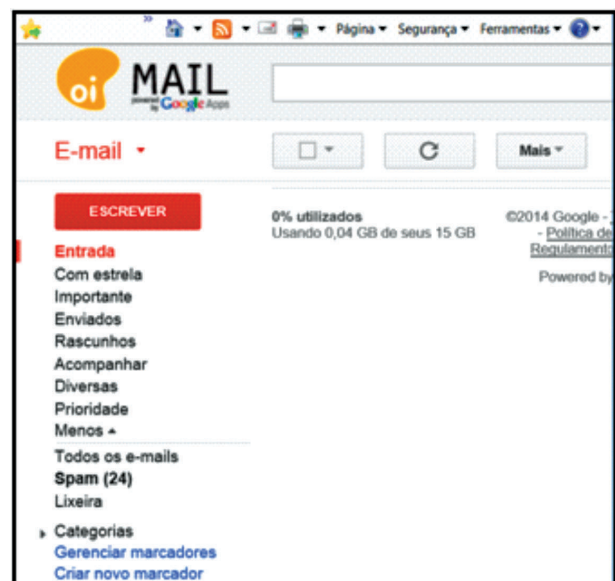 Página Segurança Ferramentas
oi MAIL
powered by Google Apps
E-mail
Mais
ESCREVER
0% utilizados
Usando 0,04 GB de seus 15 GB
©2014 Google -
- Política de
Regulamento
Powered by
Entrada
Com estrela
Importante
Enviados
Rascunhos
Acompanhar
Diversas
Prioridade
Menos
Todos os e-mails
Spam (24)
Lixeira
Categorias
Gerenciar marcadores
Criar novo marcador